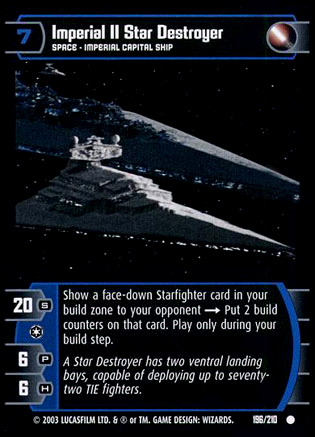 7
Imperial II Star Destroyer
SPACE - IMPERIAL CAPITAL SHIP
20 S
6 P
6 H
Show a face-down Starfighter card in your
build zone to your opponent → Put 2 build
counters on that card. Play only during your
build step.
A Star Destroyer has two ventral landing
bays, capable of deploying up to seventy-
two TIE fighters.
© 2003 LUCASFILM LTD. & ® or TM. GAME DESIGN: WIZARDS. 196/210